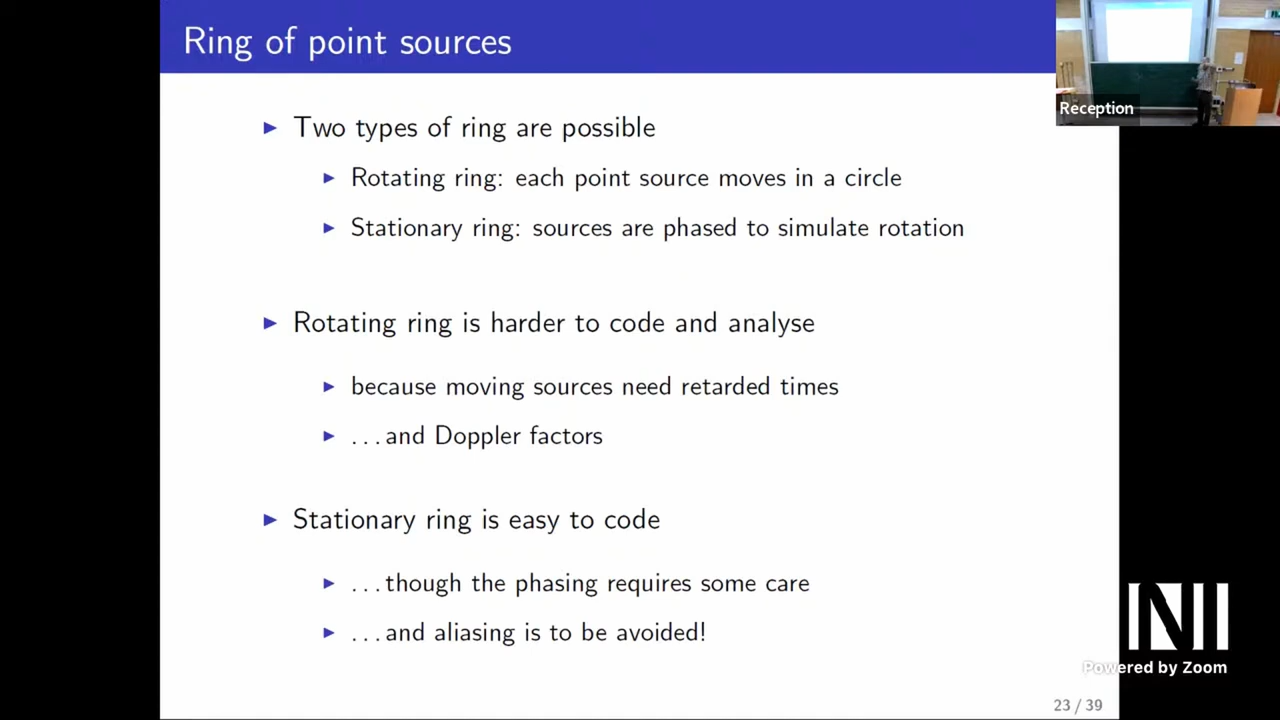 Ring of point sources
Reception
▶ Two types of ring are possible
▶ Rotating ring: each point source moves in a circle
▶ Stationary ring: sources are phased to simulate rotation
▶ Rotating ring is harder to code and analyse
▶ because moving sources need retarded times
▶ ...and Doppler factors
▶ Stationary ring is easy to code
▶ ...though the phasing requires some care
▶ ...and aliasing is to be avoided!
NI
Powered by Zoom
23 / 39